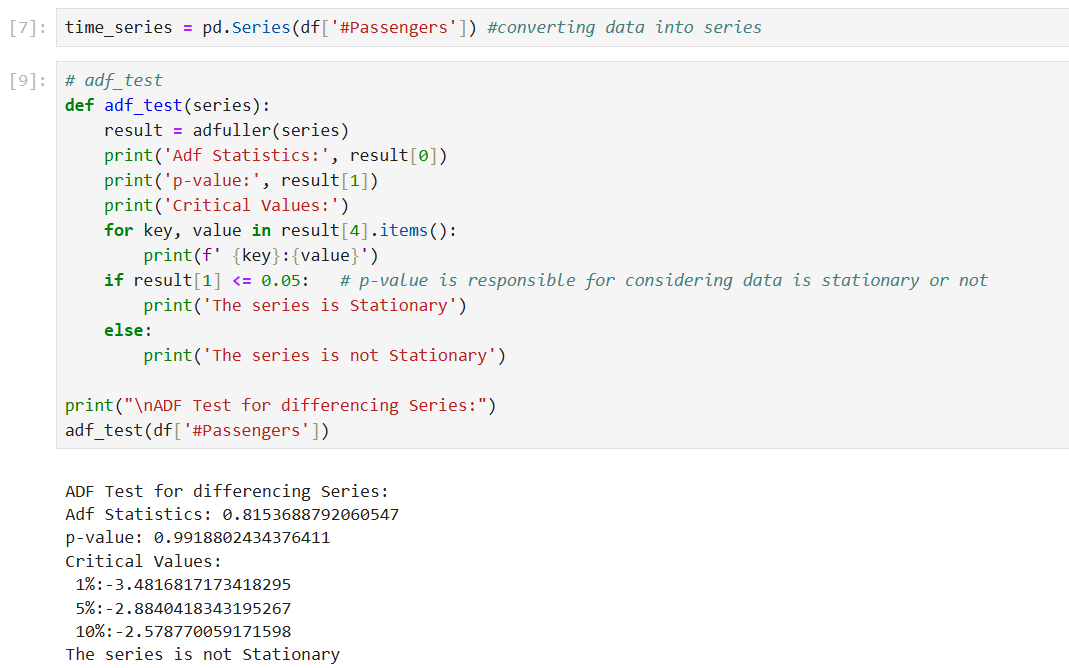 [7]: time_series = pd.Series(df['#Passengers']) #converting data into series
[9]: # adf_test
def adf_test(series):
    result = adfuller(series)
    print('Adf Statistics:', result[0])
    print('p-value:', result[1])
    print('Critical Values:')
    for key, value in result[4].items():
        print(f' {key}:{value}')
    if result[1] <= 0.05:   # p-value is responsible for considering data is stationary or not
        print('The series is Stationary')
    else:
        print('The series is not Stationary')
print("\nADF Test for differencing Series:")
adf_test(df['#Passengers'])
ADF Test for differencing Series:
Adf Statistics: 0.8153688792060547
p-value: 0.9918802434376411
Critical Values:
 1%:-3.4816817173418295
 5%:-2.8840418343195267
 10%:-2.578770059171598
The series is not Stationary